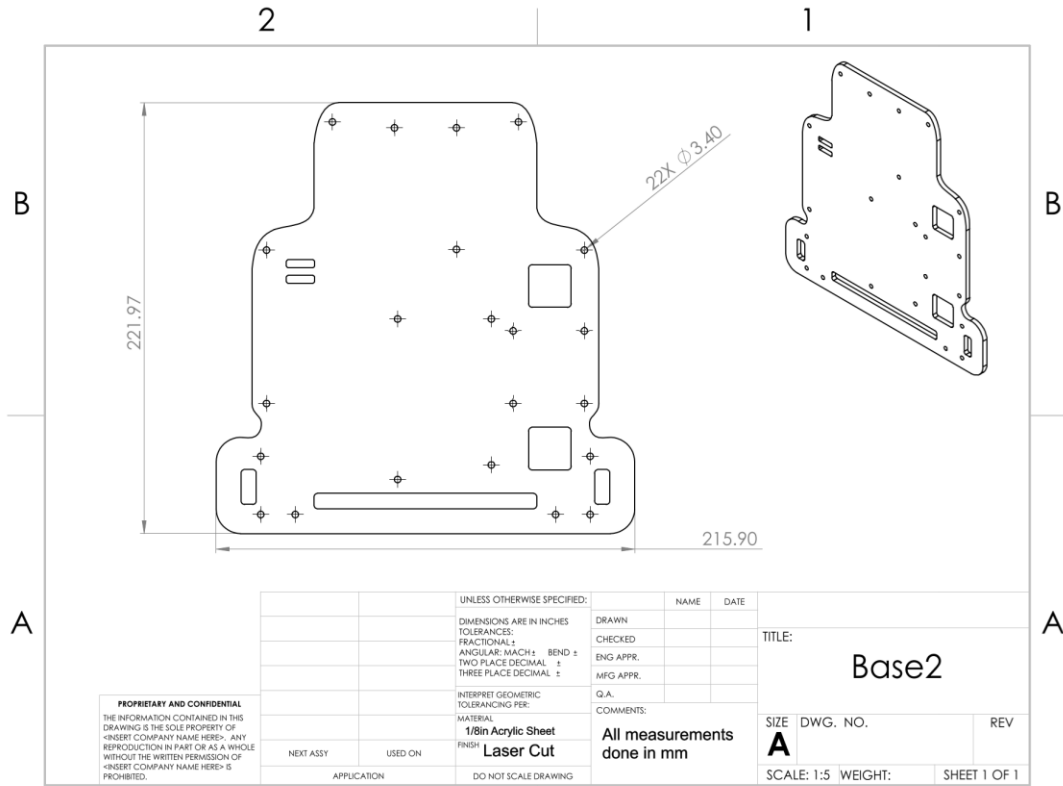 2
1
B
B
22X ⌀ 3.40
221.97
215.90
A
A
UNLESS OTHERWISE SPECIFIED:
DIMENSIONS ARE IN INCHES
TOLERANCES:
FRACTIONAL ±
ANGULAR: MACH ± BEND ±
TWO PLACE DECIMAL ±
THREE PLACE DECIMAL ±
INTERPRET GEOMETRIC
TOLERANCING PER:
MATERIAL
1/8in Acrylic Sheet
FINISH Laser Cut
DO NOT SCALE DRAWING
NAME DATE
DRAWN
CHECKED
ENG APPR.
MFG APPR.
Q.A.
COMMENTS:
All measurements
done in mm
TITLE:
Base2
SIZE DWG. NO. REV
A
SCALE: 1:5 WEIGHT: SHEET 1 OF 1
PROPRIETARY AND CONFIDENTIAL
THE INFORMATION CONTAINED IN THIS
DRAWING IS THE SOLE PROPERTY OF
<INSERT COMPANY NAME HERE>. ANY
REPRODUCTION IN PART OR AS A WHOLE
WITHOUT THE WRITTEN PERMISSION OF
<INSERT COMPANY NAME HERE> IS
PROHIBITED.
NEXT ASSY USED ON
APPLICATION